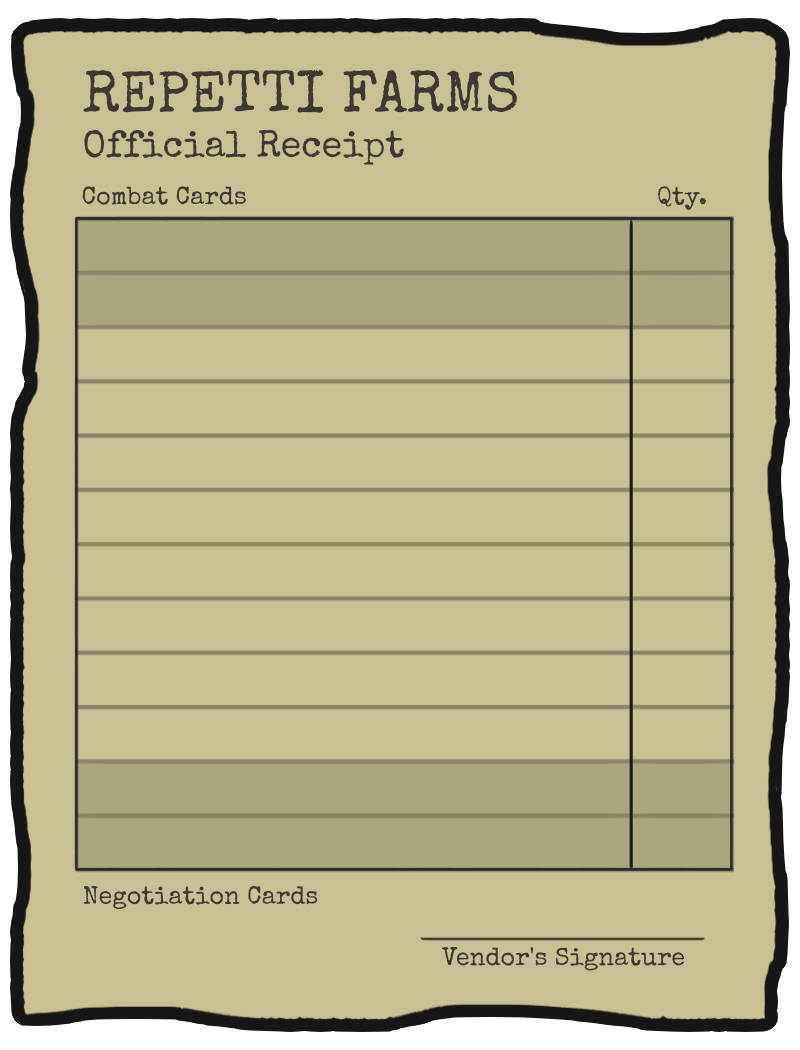 REPETTI FARMS
Official Receipt
Combat Cards Qty.
Negotiation Cards
Vendor's Signature